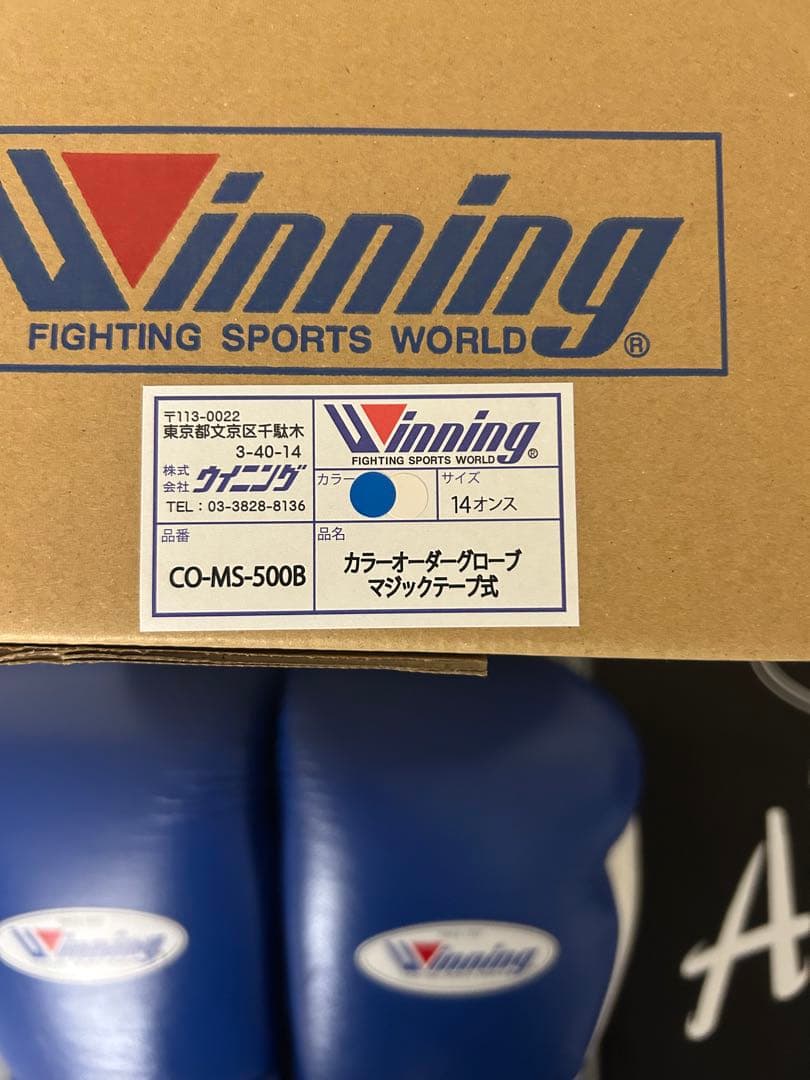 Winning
FIGHTING SPORTS WORLD®
〒113-0022
東京都文京区千駄木
3-40-14
株式会社 ウイニング
TEL：03-3828-8136
Winning
FIGHTING SPORTS WORLD®
カラー
サイズ
14オンス
品番
CO-MS-500B
品名
カラーオーダーグローブ
マジックテープ式
Winning
Winning
A